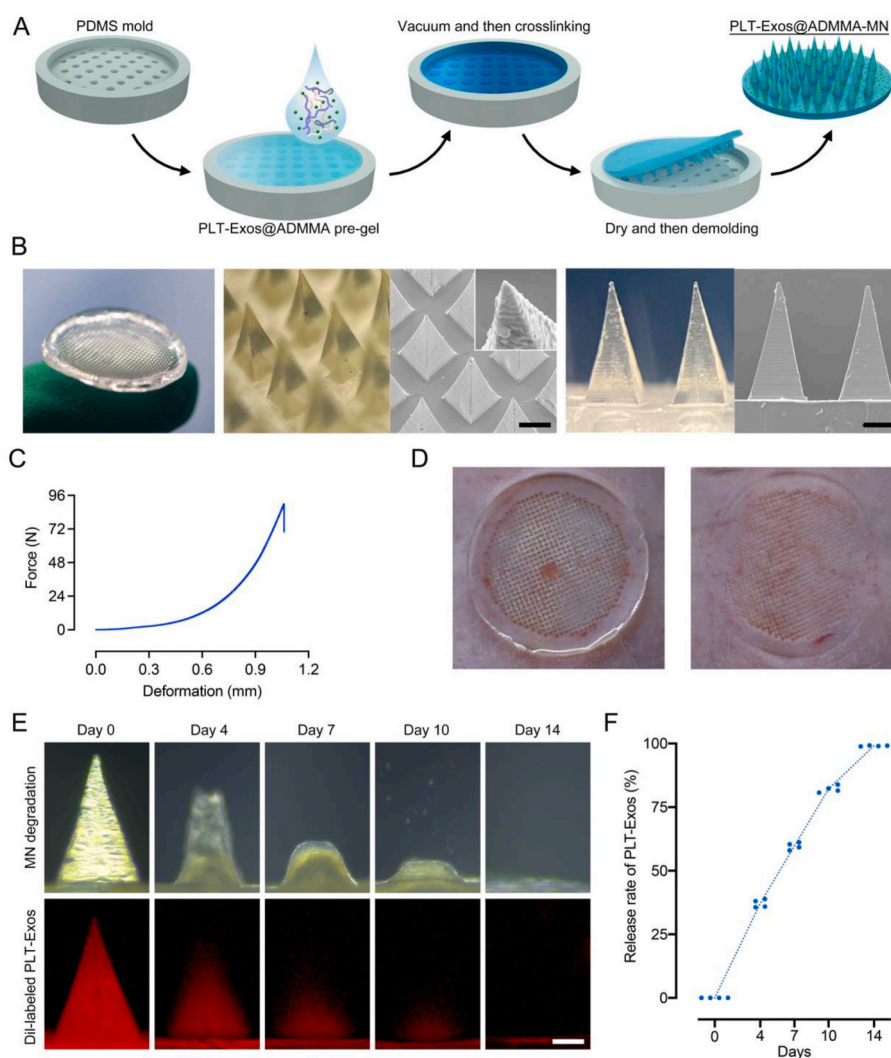 A
PDMS mold
Vacuum and then crosslinking
PLT-Exos@ADMMA-MN
PLT-Exos@ADMMA pre-gel
Dry and then demolding
B
C
Force (N)
96
72
48
24
0
0.0 0.3 0.6 0.9 1.2
Deformation (mm)
D
E
Day 0 Day 4 Day 7 Day 10 Day 14
MN degradation
Dil-labeled PLT-Exos
F
Release rate of PLT-Exos (%)
100
75
50
25
0
0 4 7 10 14
Days